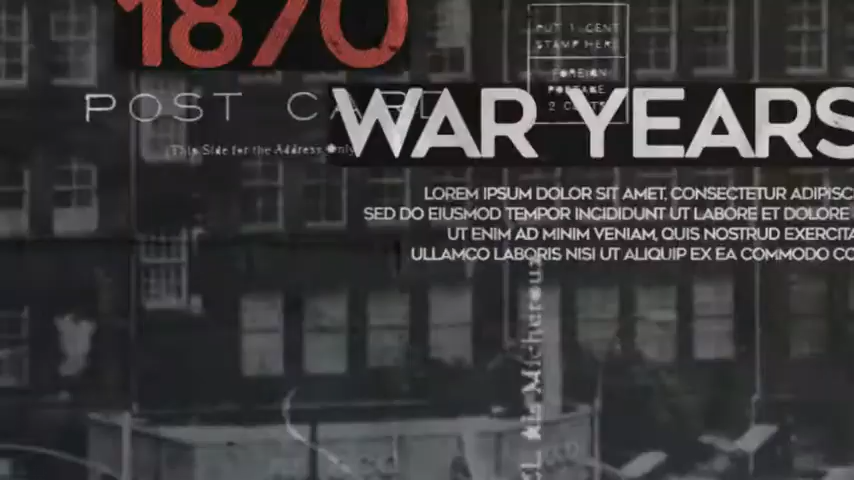 1870
PUT 1 CENT
STAMP HERE
FOREIGN
POSTAGE
2 CENTS
POST CARD
WAR YEARS
(This Side for the Address Only
LOREM IPSUM DOLOR SIT AMET, CONSECTETUR ADIPISC
SED DO EIUSMOD TEMPOR INCIDIDUNT UT LABORE ET DOLORE
UT ENIM AD MINIM VENIAM, QUIS NOSTRUD EXERCITA
ULLAMCO LABORIS NISI UT ALIQUIP EX EA COMMODO CO